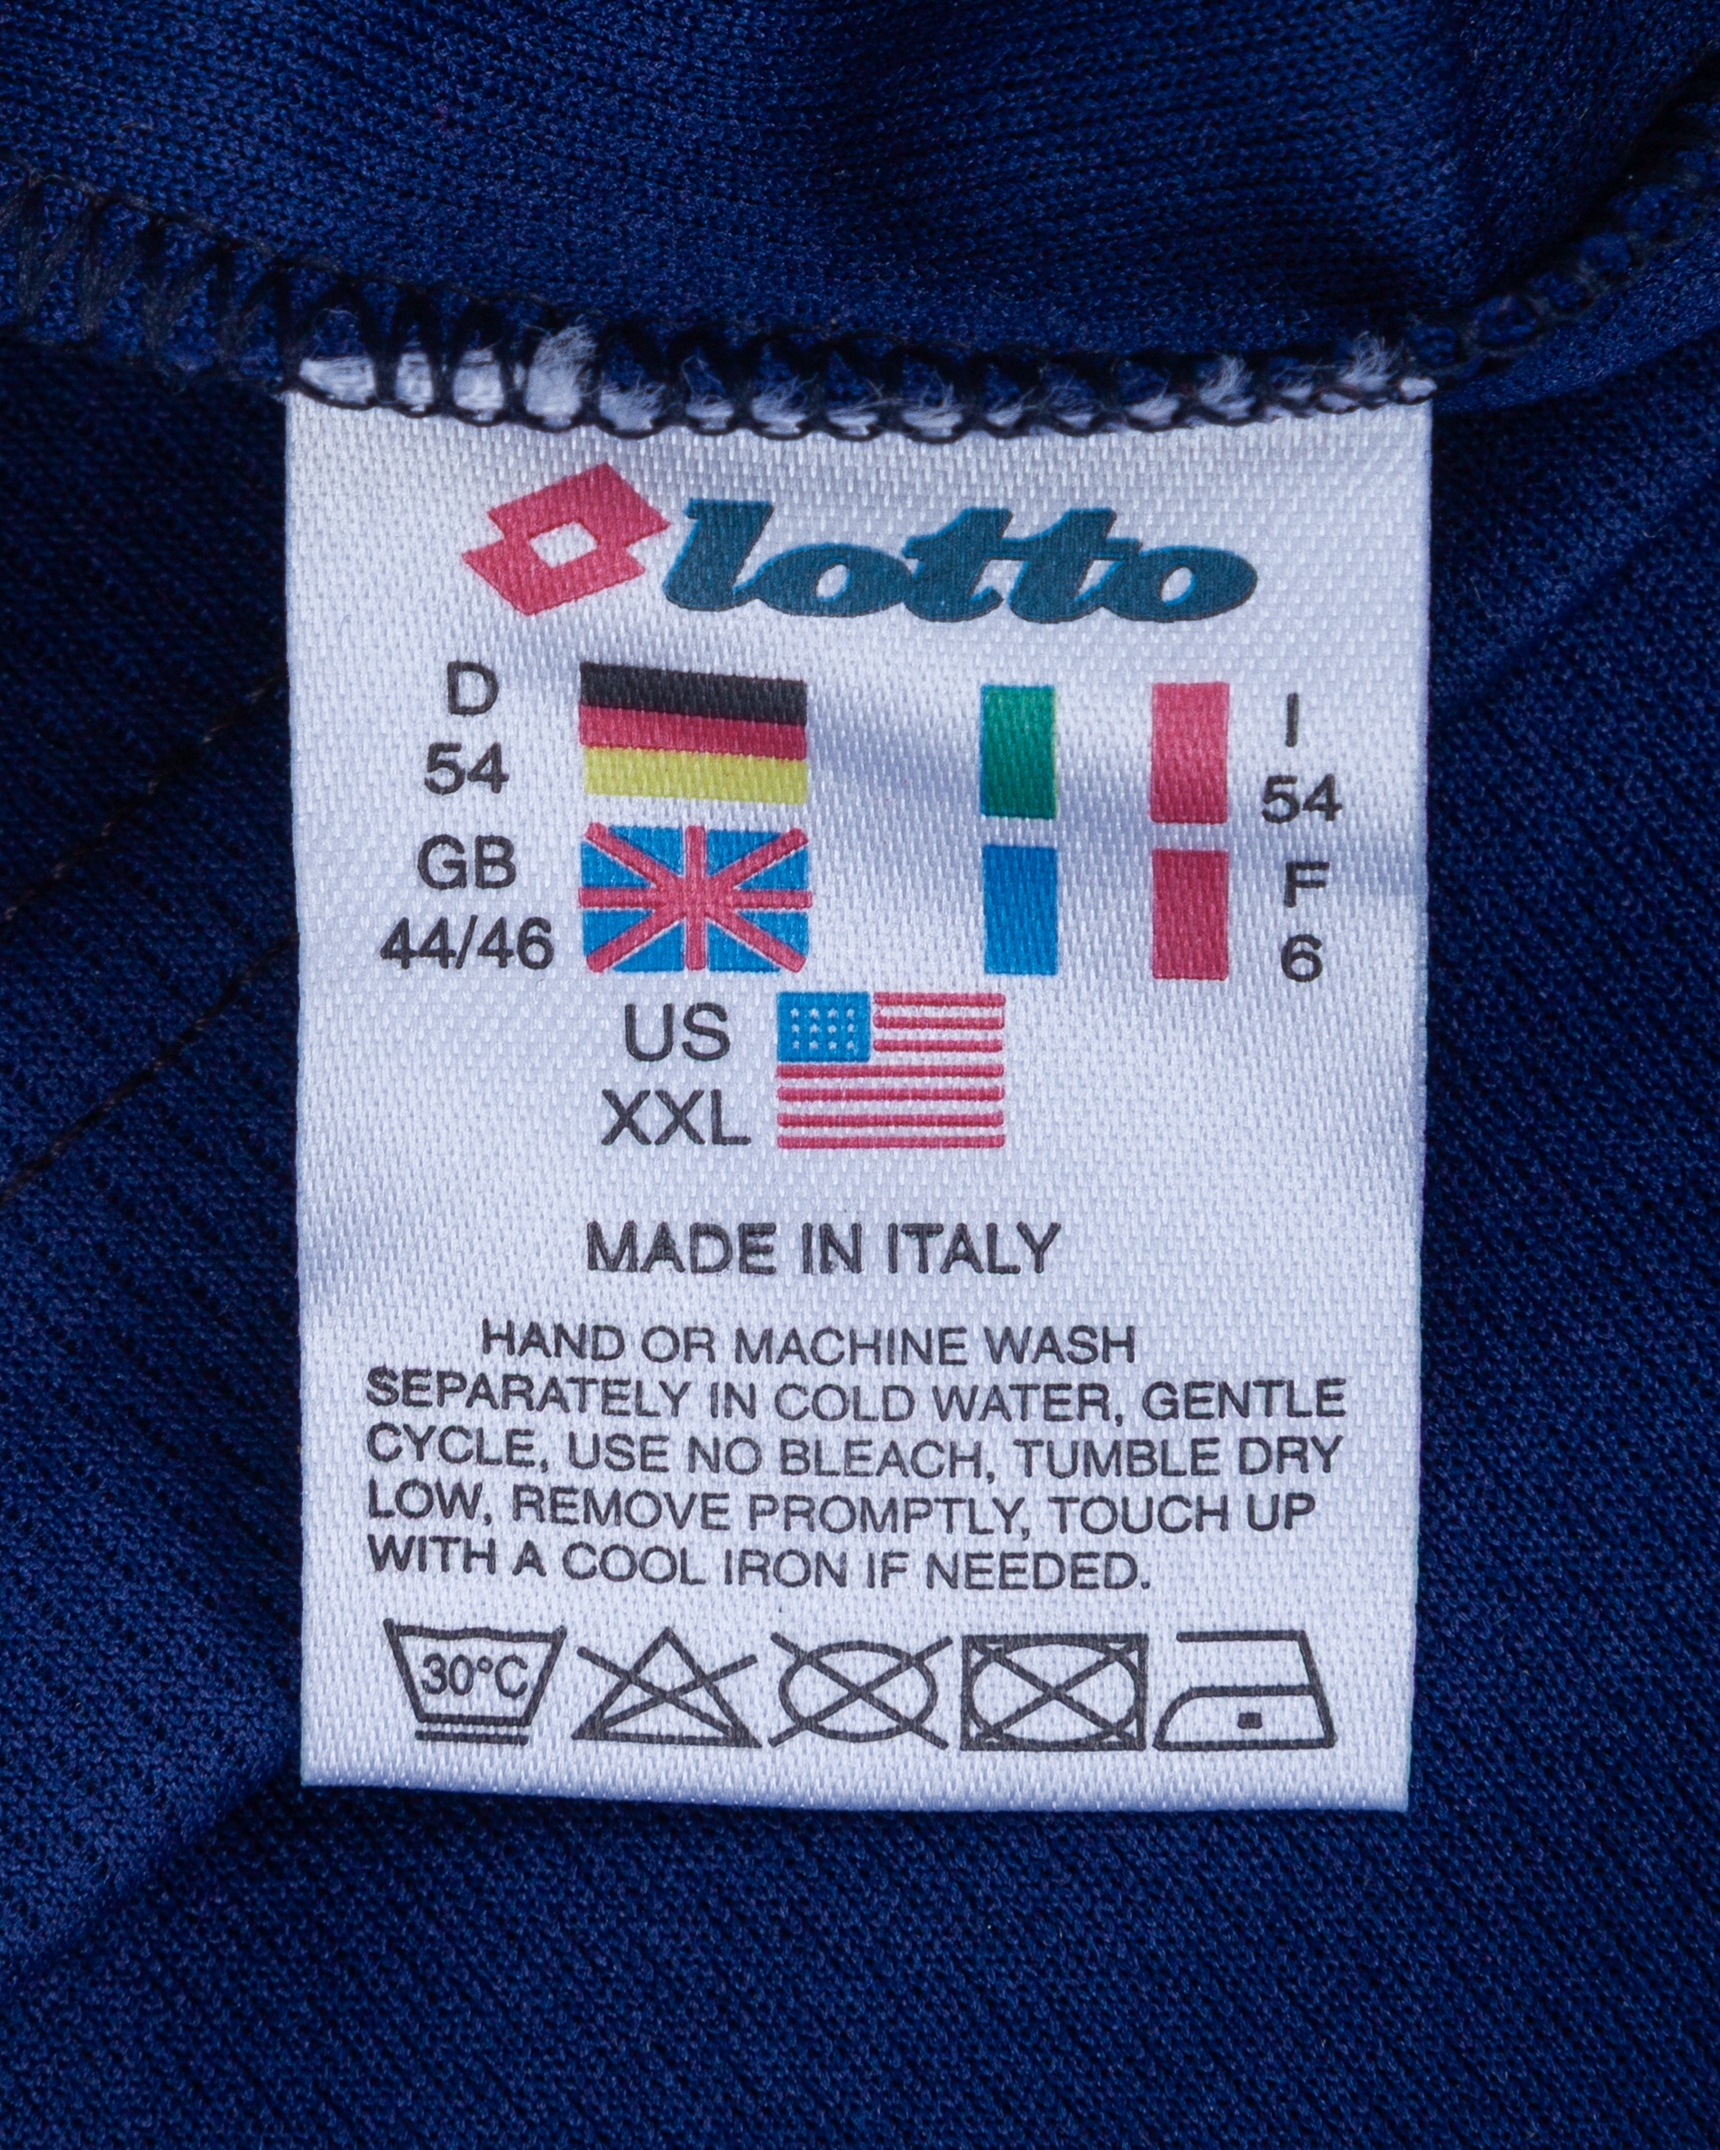 lotto
D
54
I
54
GB
44/46
F
6
US
XXL
MADE IN ITALY
HAND OR MACHINE WASH
SEPARATELY IN COLD WATER, GENTLE
CYCLE, USE NO BLEACH, TUMBLE DRY
LOW, REMOVE PROMPTLY, TOUCH UP
WITH A COOL IRON IF NEEDED.
30°C